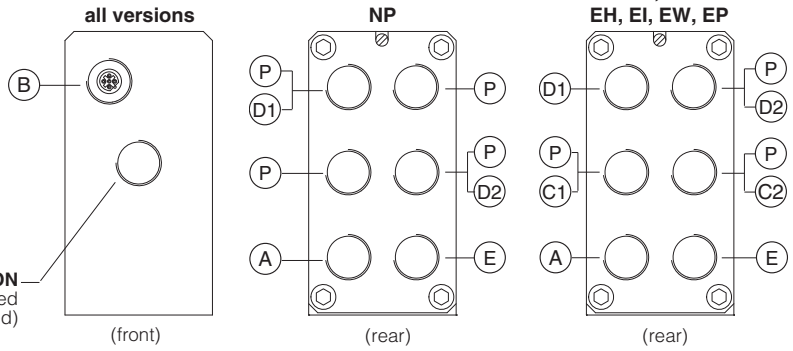 all versions
B
ON
ed
d)
(front)
NP
P
D1
P
P
P
D2
A
E
(rear)
EH, EI, EW, EP
D1
P
D2
P
C1
P
C2
A
E
(rear)